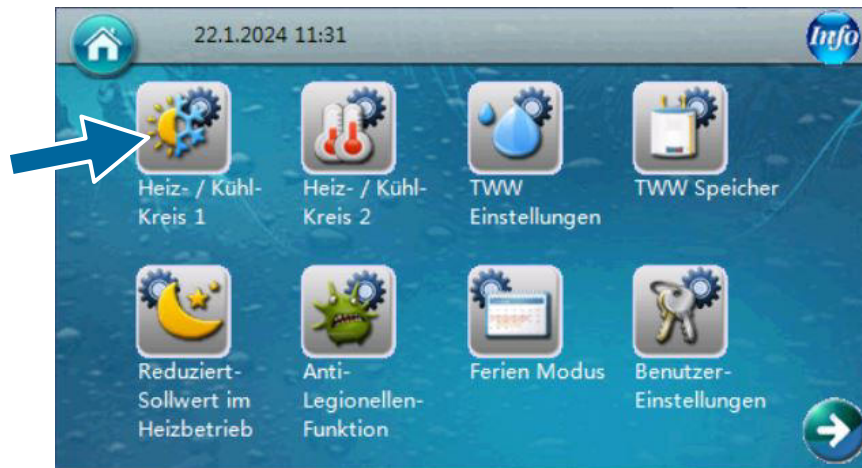 22.1.2024 11:31
Info
Heiz- / Kühl-
Kreis 1
Heiz- / Kühl-
Kreis 2
TWW
Einstellungen
TWW Speicher
Reduziert-
Sollwert im
Heizbetrieb
Anti-
Legionellen-
Funktion
Ferien Modus
Benutzer-
Einstellungen